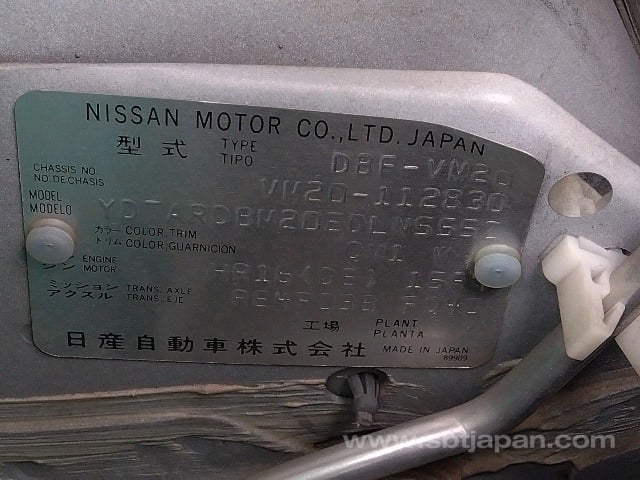 NISSAN MOTOR CO.,LTD. JAPAN
型式 TYPE TIPO DBF-VM20
CHASSIS NO. NO. DE CHASIS VM20-112830
MODEL MODELO
カラー トリム COLOR, TRIM COLOR, GUARNICION
ENGINE MOTOR HR16(DE)
ミッション アクスル TRANS. AXLE TRANS. EJE
工場 PLANT PLANTA
日産自動車株式会社 MADE IN JAPAN
89909
www.sbtjapan.com